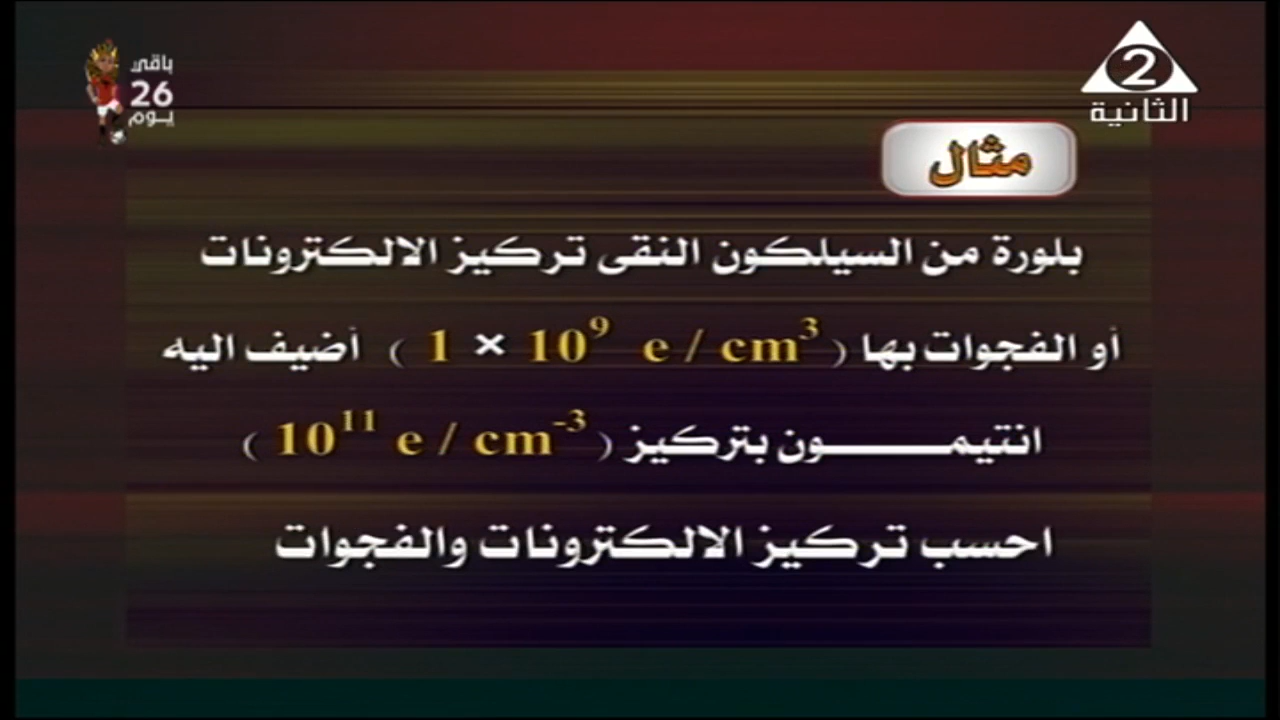 باقي
26
يوم
2
الثانية
مثال
بلورة من السيلكون النقى تركيز الالكترونات
أو الفجوات بها ( 1 × 10⁹ e / cm³ ) أضيف اليه
انتيمـــــــــون بتركيز ( 10¹¹ e / cm⁻³ )
احسب تركيز الالكترونات والفجوات